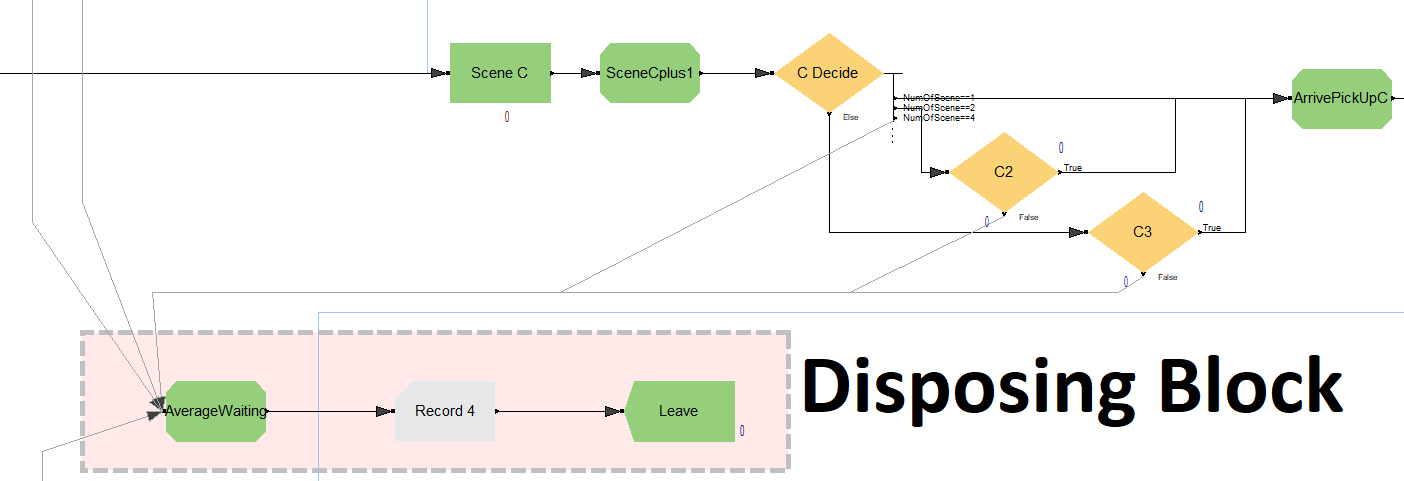 Scene C
SceneCplus1
C Decide
NumOfScene==1
NumOfScene==2
NumOfScene==4
Else
ArrivePickUpC
0
C2
0
True
0
False
C3
0
True
0
False
AverageWaiting
Record 4
Leave
0
Disposing Block